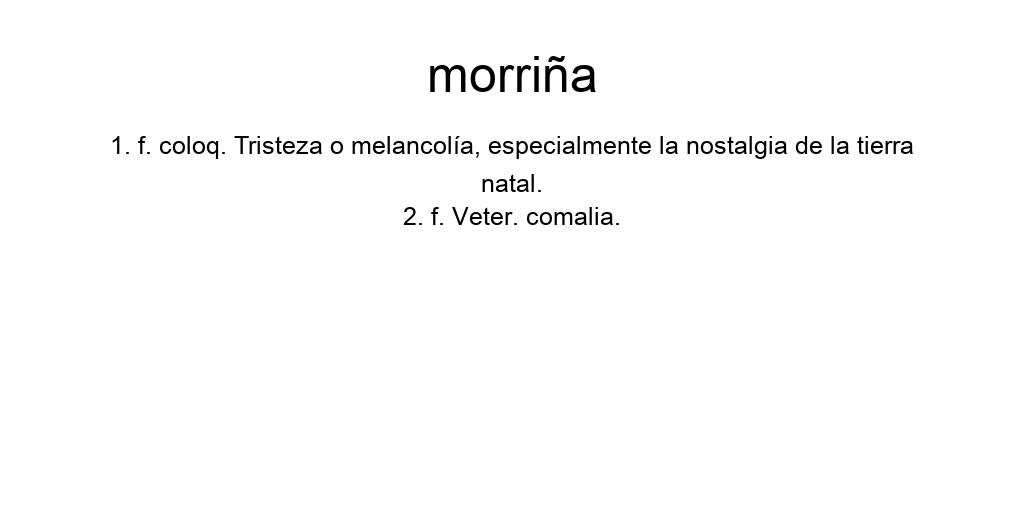 morriña
1. f. coloq. Tristeza o melancolía, especialmente la nostalgia de la tierra
natal.
2. f. Veter. comalia.